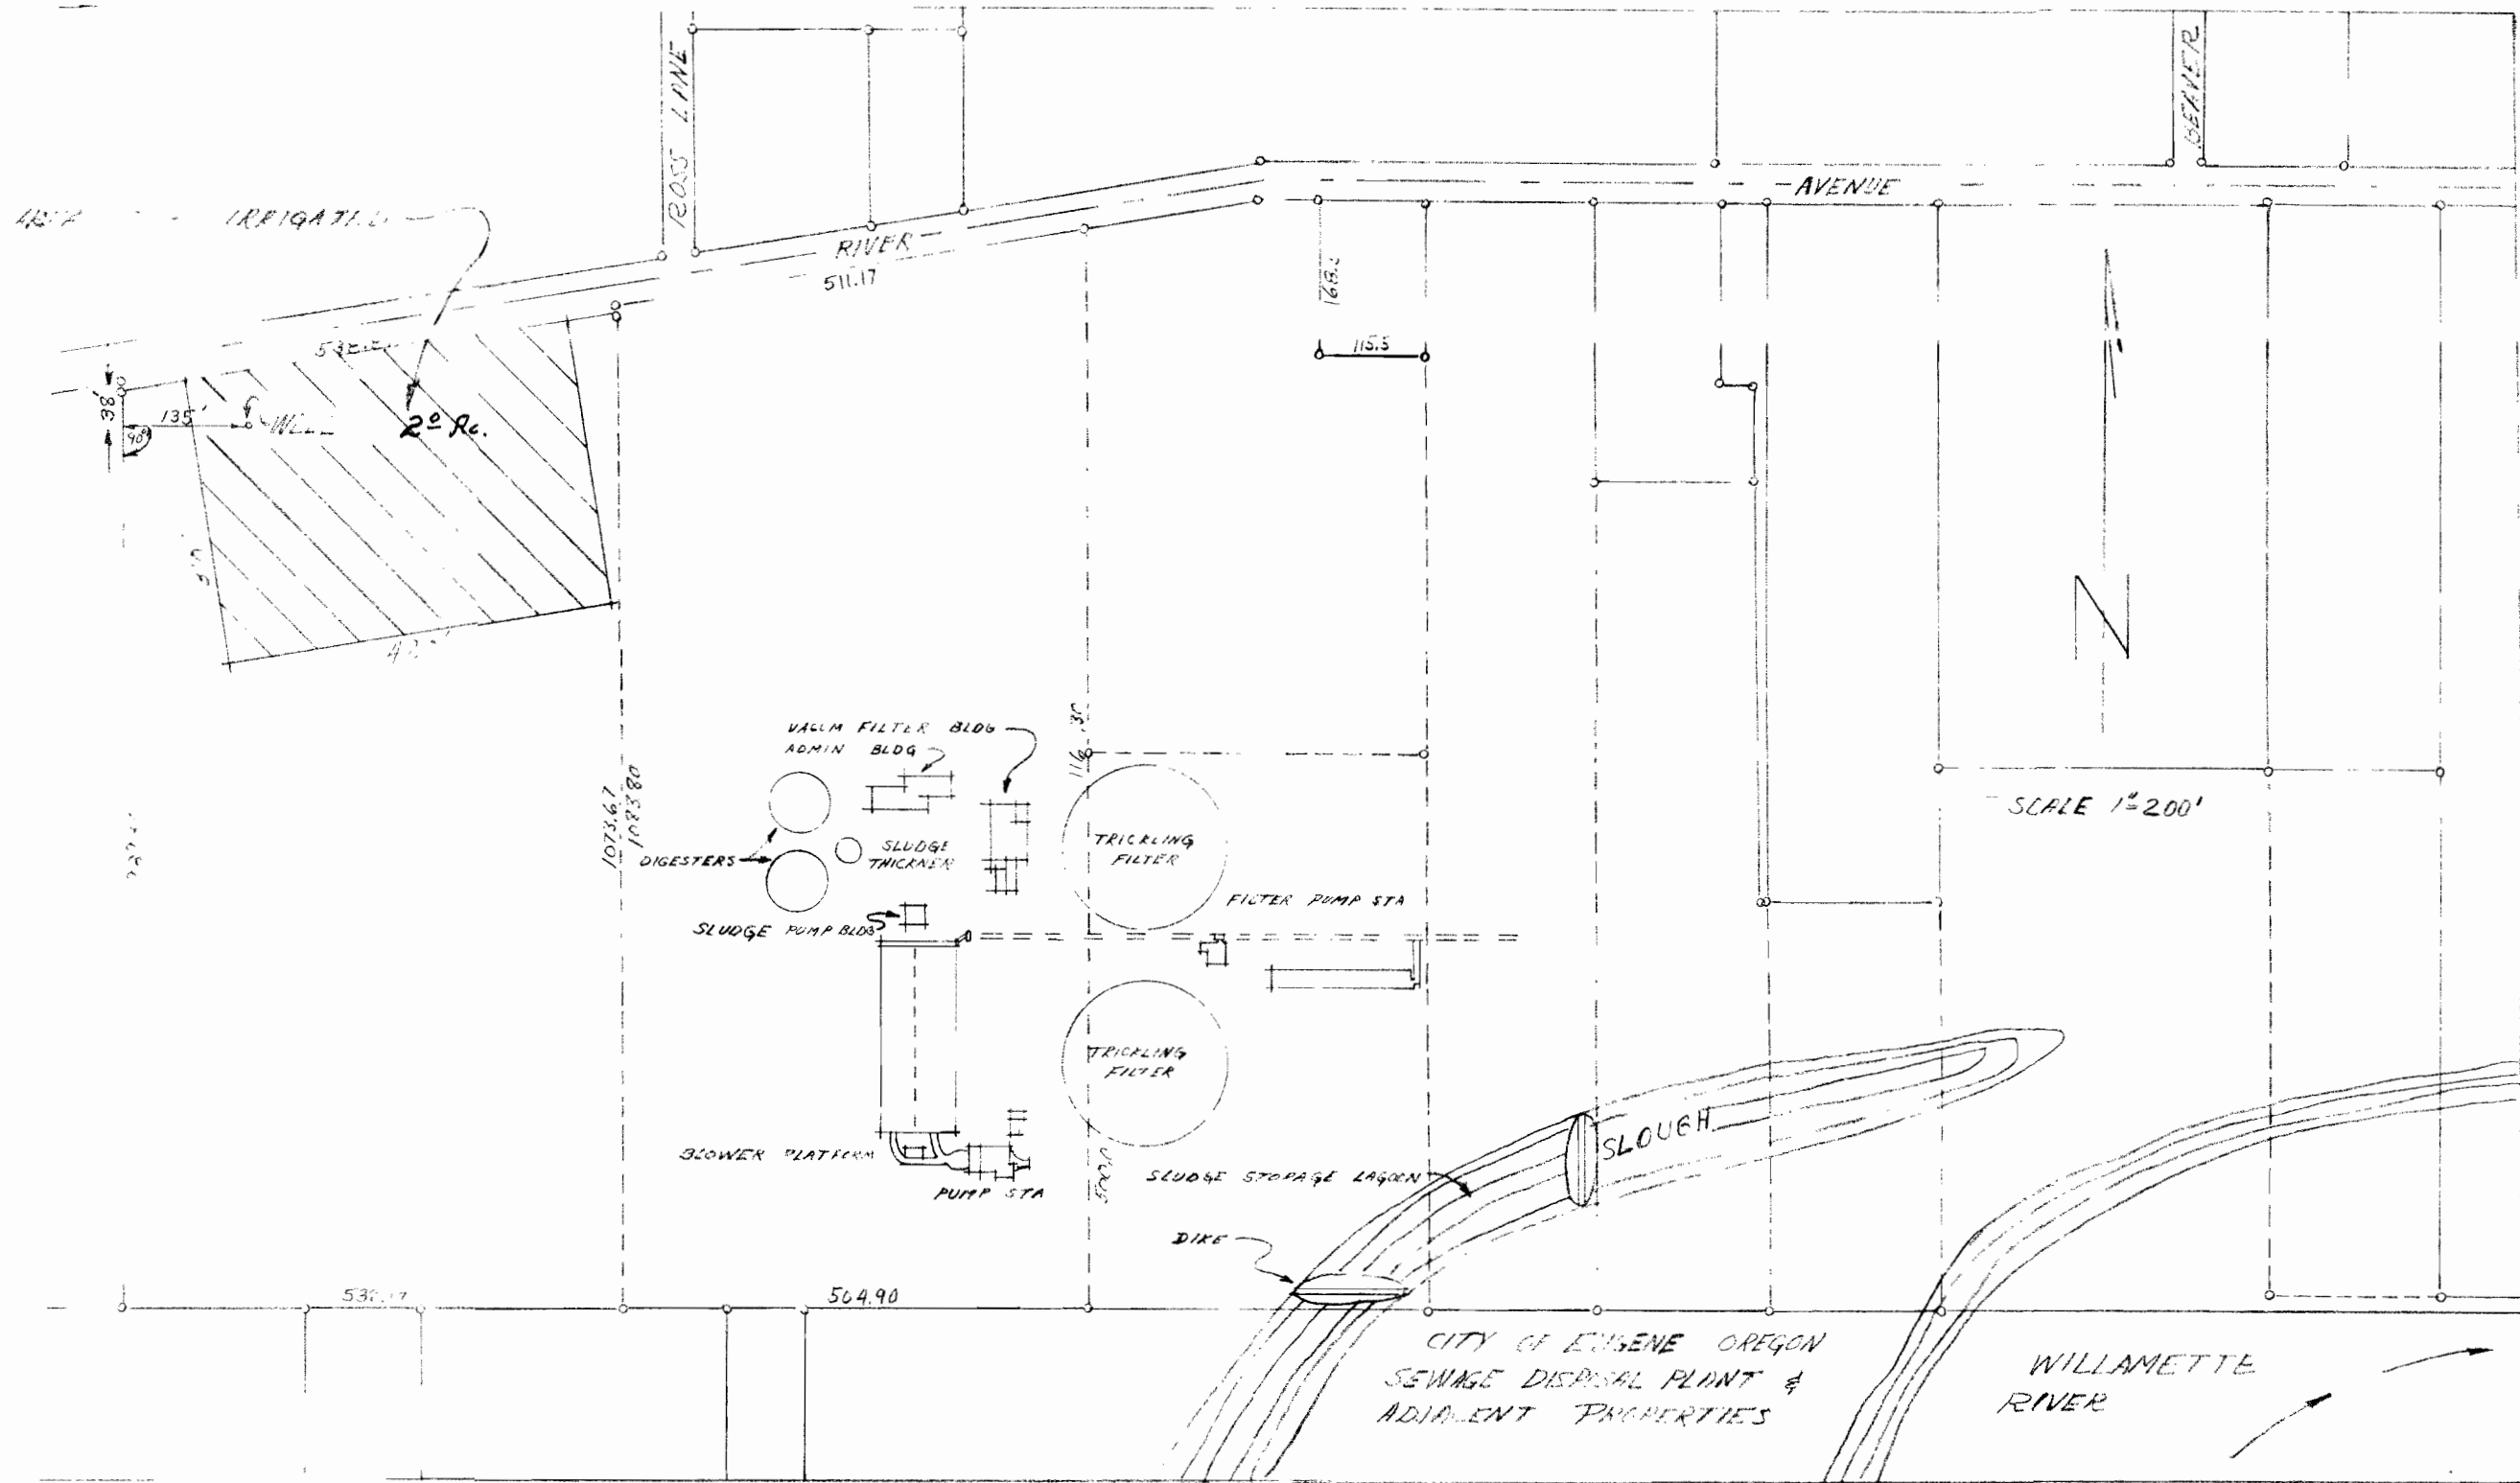 ROSS LANE
BEAVER
AVENUE
RIVER
511.17
IRRIGATED
168.
115.5
38'
135'
90°
2º Ac.
VACUM FILTER BLDG
ADMIN BLDG
1073.67
1083.80
DIGESTERS
SLUDGE
THICKNER
TRICKLING
FILTER
SLUDGE PUMP BLDG
FILTER PUMP STA
SCALE 1"=200'
N
TRICKLING
FILTER
BLOWER PLATFORM
PUMP STA
SLUDGE STORAGE LAGOON
SLOUGH
DIKE
504.90
CITY OF EUGENE OREGON
SEWAGE DISPOSAL PLANT &
ADJACENT PROPERTIES
WILLAMETTE
RIVER